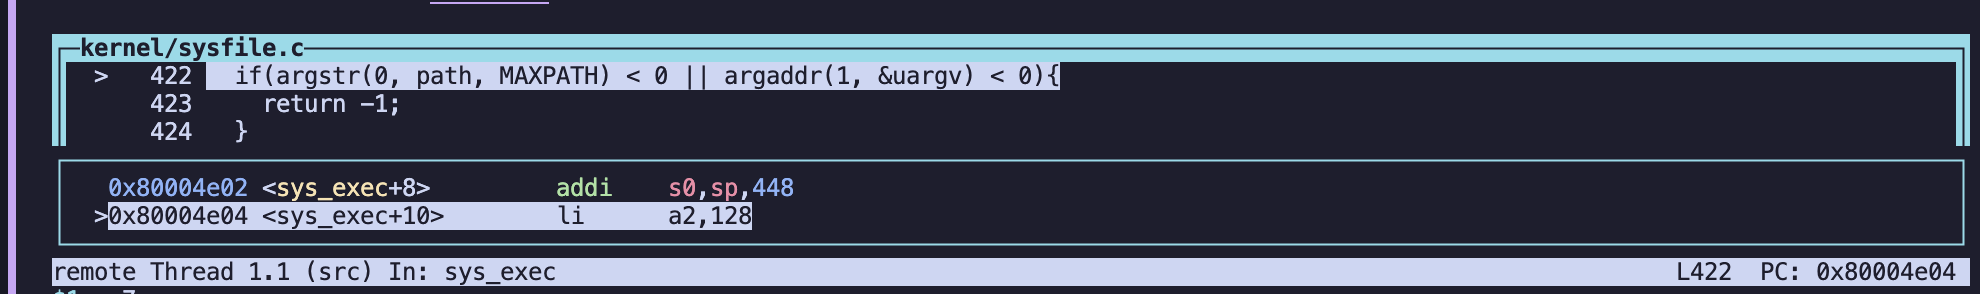 kernel/sysfile.c
> 422 if(argstr(0, path, MAXPATH) < 0 || argaddr(1, &uargv) < 0){
423 return -1;
424 }
0x80004e02 <sys_exec+8> addi s0,sp,448
>0x80004e04 <sys_exec+10> li a2,128
remote Thread 1.1 (src) In: sys_exec L422 PC: 0x80004e04